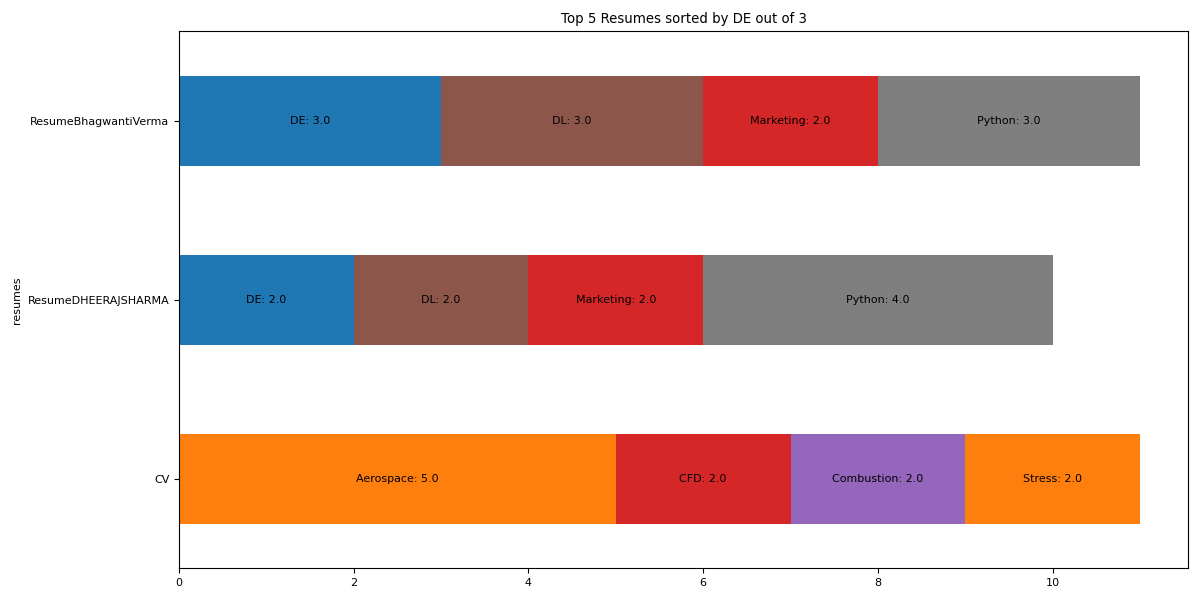 Top 5 Resumes sorted by DE out of 3
resumes
ResumeBhagwantiVerma
DE: 3.0 DL: 3.0 Marketing: 2.0 Python: 3.0
ResumeDHEERAJSHARMA
DE: 2.0 DL: 2.0 Marketing: 2.0 Python: 4.0
CV
Aerospace: 5.0 CFD: 2.0 Combustion: 2.0 Stress: 2.0
0 2 4 6 8 10